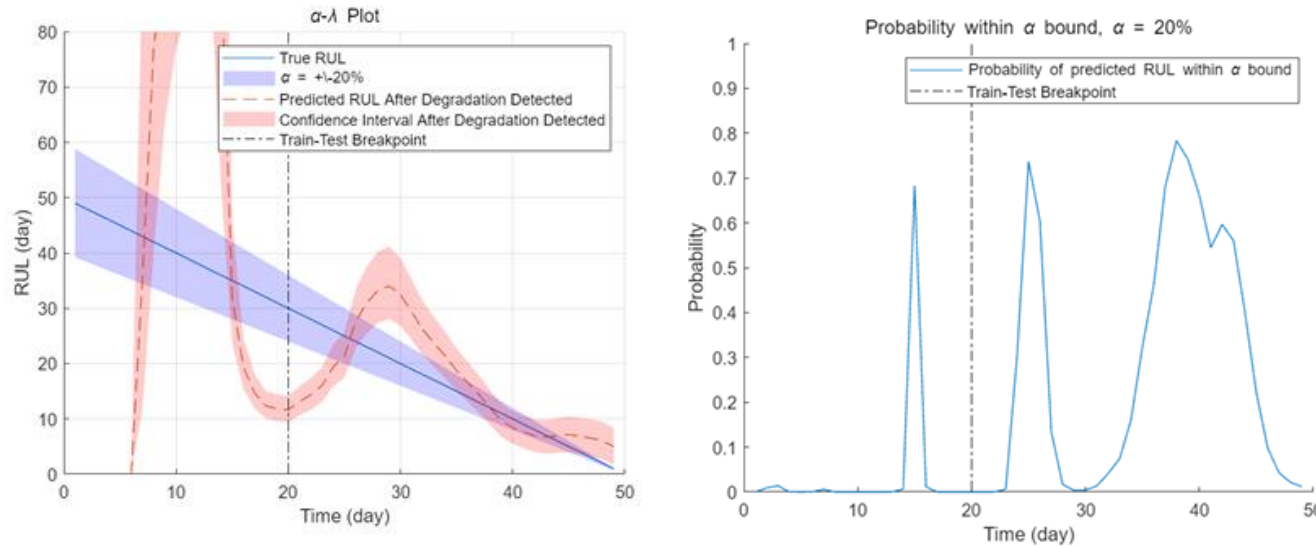 α-λ Plot
80
70
60
50
40
30
20
10
0
RUL (day)
True RUL
α = +\-20%
Predicted RUL After Degradation Detected
Confidence Interval After Degradation Detected
Train-Test Breakpoint
0 10 20 30 40 50
Time (day)
Probability within α bound, α = 20%
1
0.9
0.8
0.7
0.6
0.5
0.4
0.3
0.2
0.1
0
Probability
Probability of predicted RUL within α bound
Train-Test Breakpoint
0 10 20 30 40 50
Time (day)